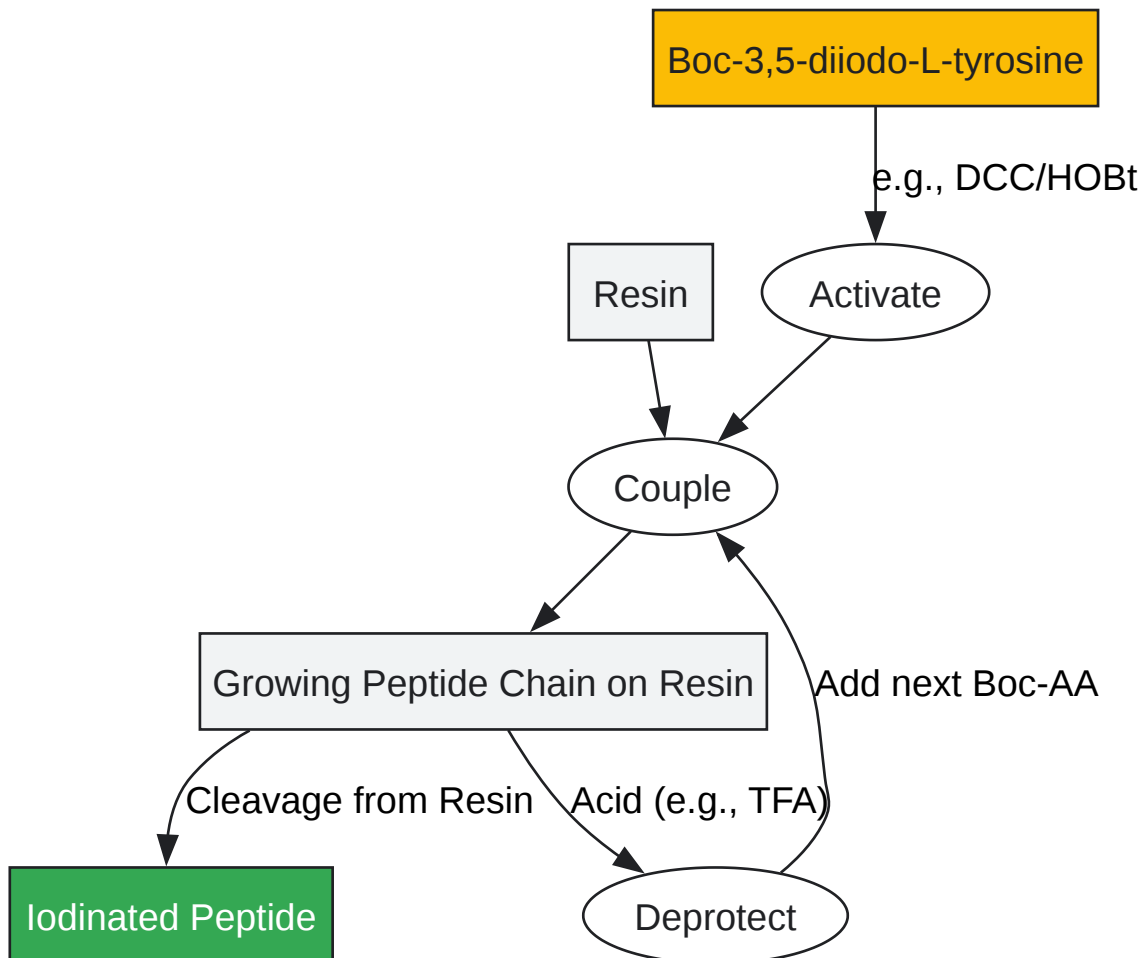 Boc-3,5-diiodo-L-tyrosine
e.g., DCC/HOBt
Resin
Activate
Couple
Growing Peptide Chain on Resin
Add next Boc-AA
Cleavage from Resin
Acid (e.g., TFA)
Iodinated Peptide
Deprotect